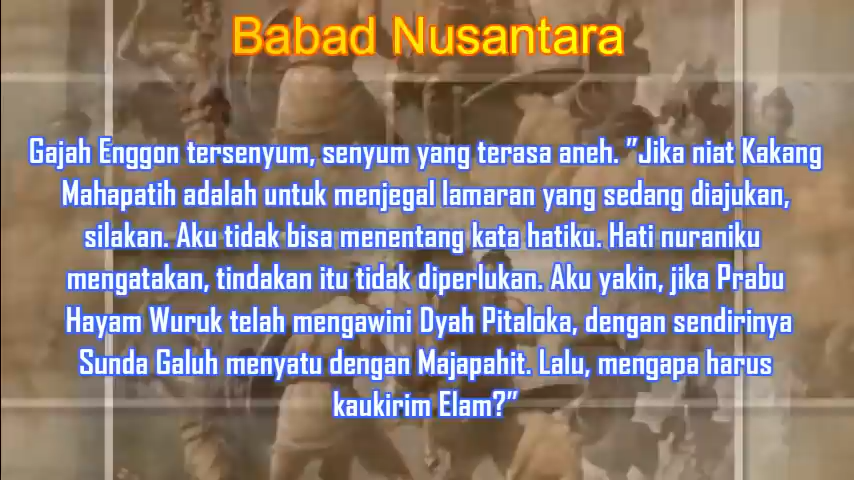 Babad Nusantara
Gajah Enggon tersenyum, senyum yang terasa aneh. "Jika niat Kakang
Mahapatih adalah untuk menjegal lamaran yang sedang diajukan,
silakan. Aku tidak bisa menentang kata hatiku. Hati nuraniku
mengatakan, tindakan itu tidak diperlukan. Aku yakin, jika Prabu
Hayam Wuruk telah mengawini Dyah Pitaloka, dengan sendirinya
Sunda Galuh menyatu dengan Majapahit. Lalu, mengapa harus
kaukirim Elam?"